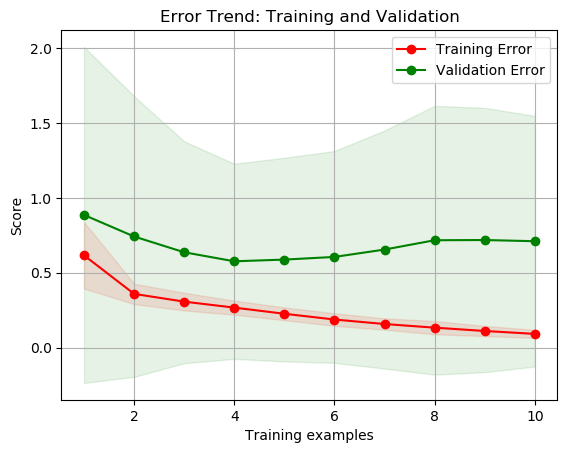 Error Trend: Training and Validation
Training Error
Validation Error
Score
2.0
1.5
1.0
0.5
0.0
2
4
6
8
10
Training examples